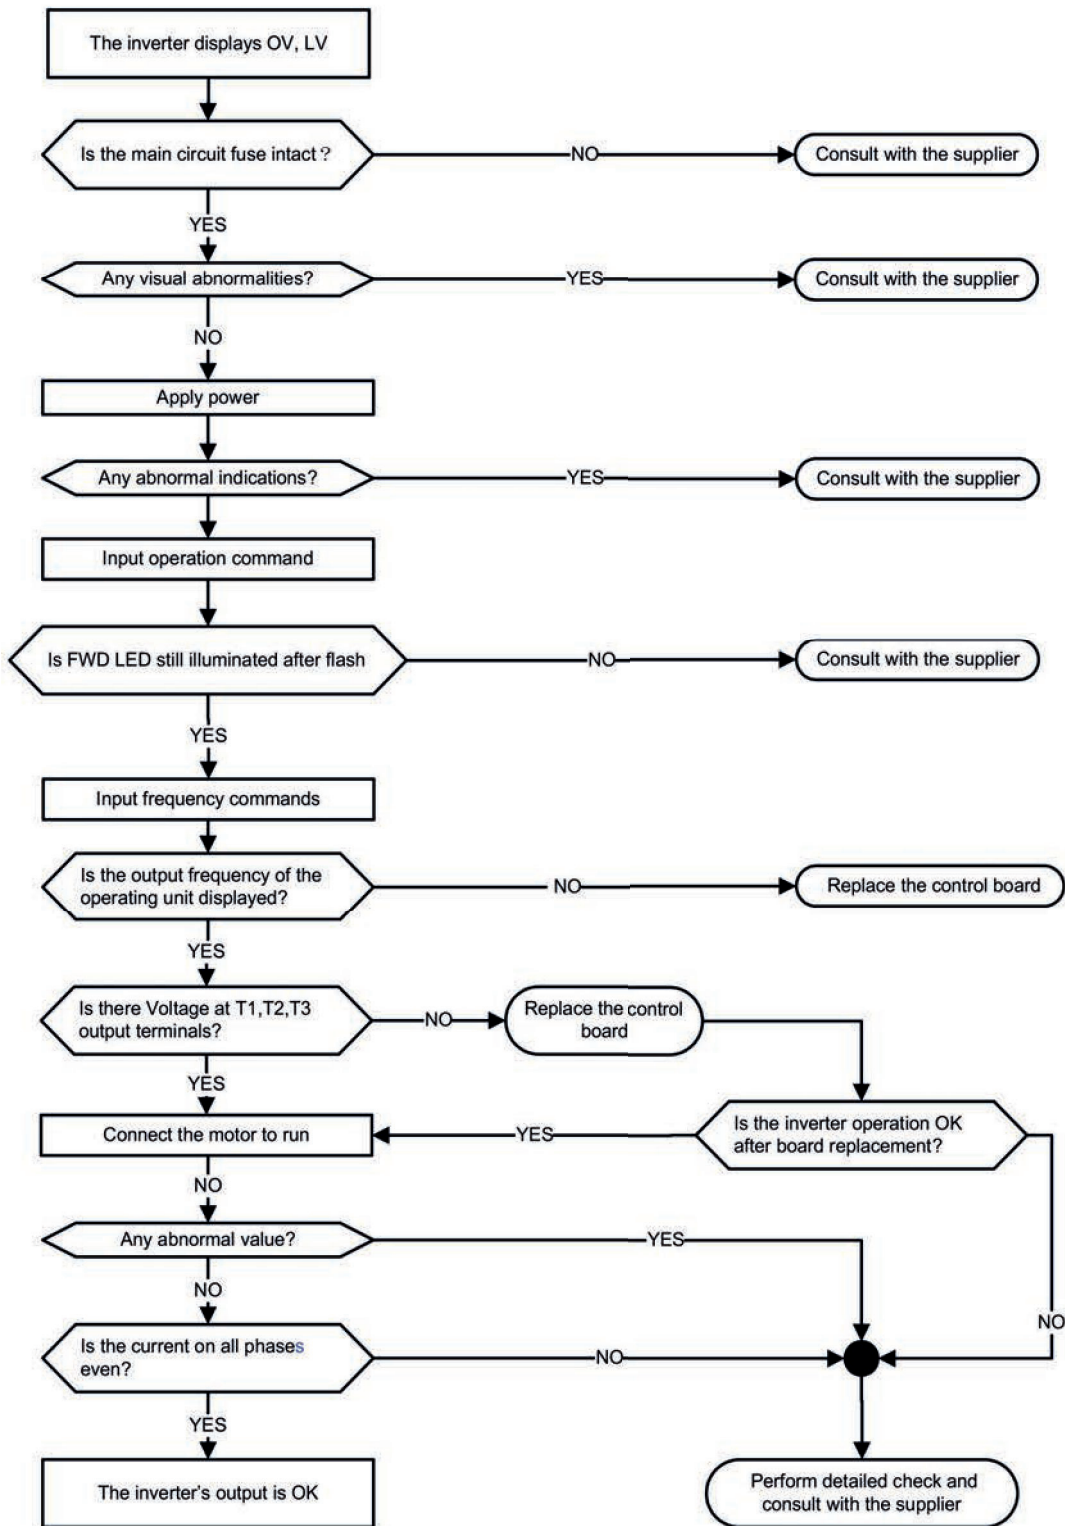 The inverter displays OV, LV
Is the main circuit fuse intact?
NO
Consult with the supplier
YES
Any visual abnormalities?
YES
Consult with the supplier
NO
Apply power
Any abnormal indications?
YES
Consult with the supplier
Input operation command
Is FWD LED still illuminated after flash
NO
Consult with the supplier
YES
Input frequency commands
Is the output frequency of the
operating unit displayed?
NO
Replace the control board
YES
Is there Voltage at T1,T2,T3
output terminals?
NO
Replace the control
board
YES
Connect the motor to run
YES
Is the inverter operation OK
after board replacement?
NO
Any abnormal value?
YES
NO
NO
Is the current on all phases
even?
NO
YES
The inverter's output is OK
Perform detailed check and
consult with the supplier